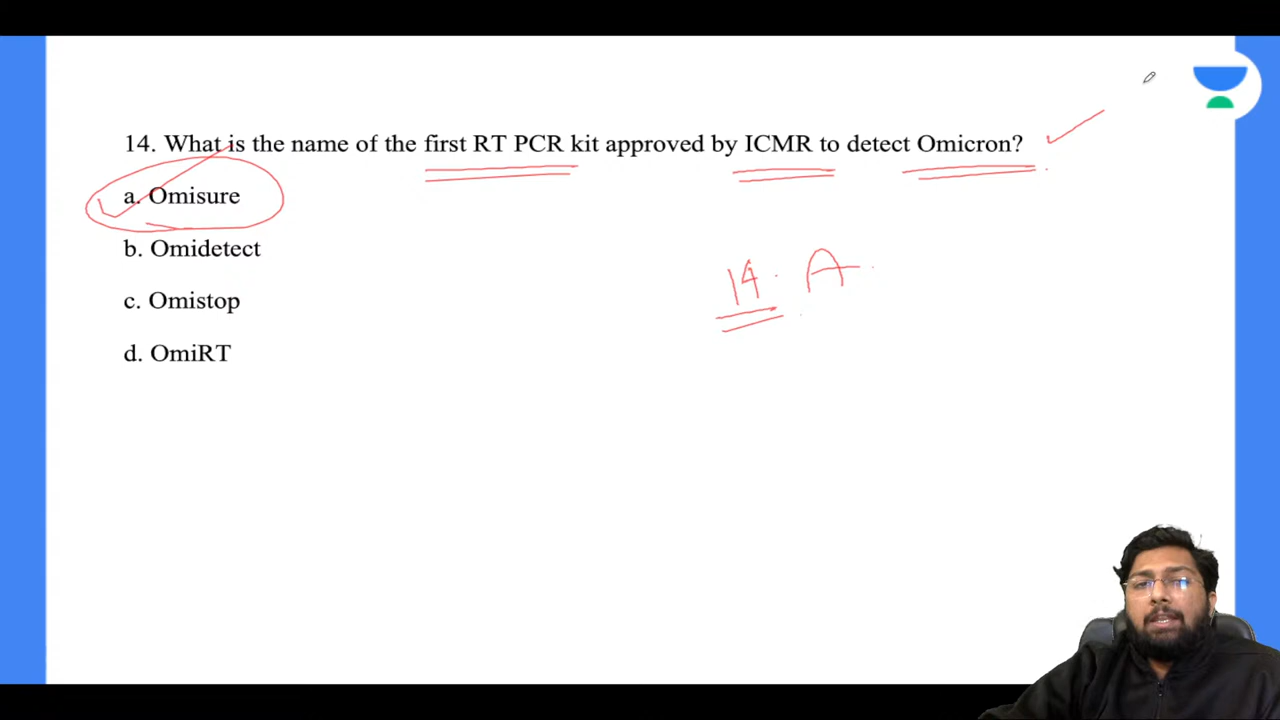 14. What is the name of the first RT PCR kit approved by ICMR to detect Omicron?
a. Omisure
b. Omidetect
14. A
c. Omistop
d. OmiRT